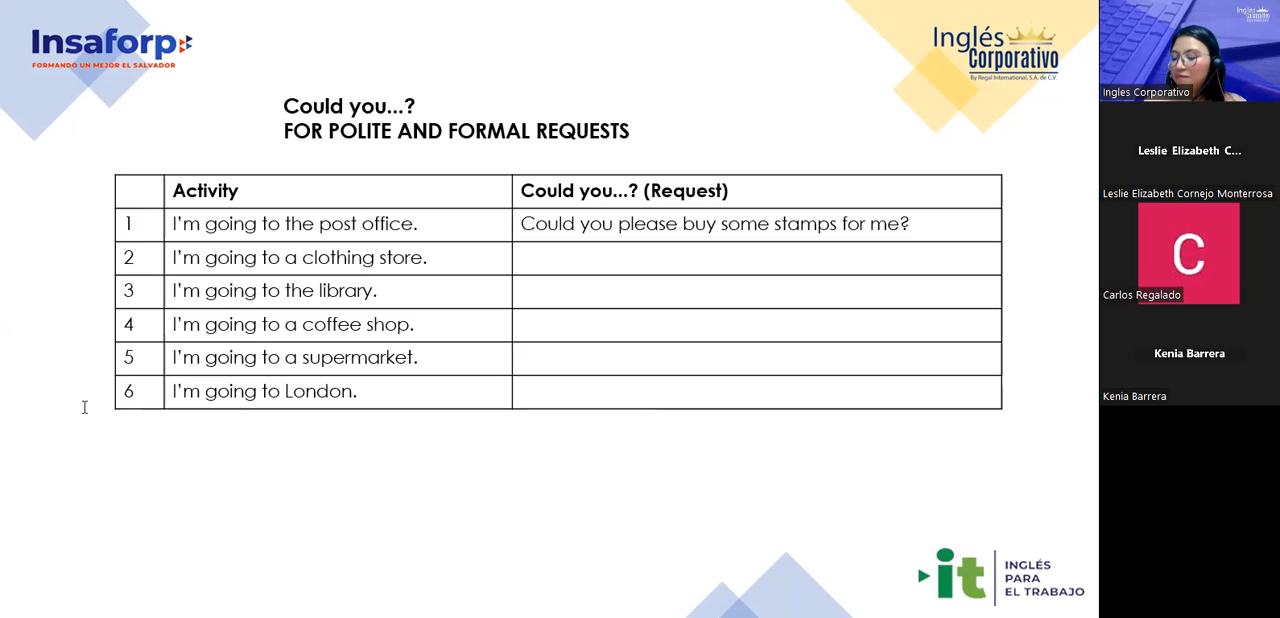 Insaforp
FORMANDO UN MEJOR EL SALVADOR
Inglés
Corporativo
By Regal International, S.A. de C.V.
Could you...?
FOR POLITE AND FORMAL REQUESTS
Activity Could you...? (Request)
1 I'm going to the post office. Could you please buy some stamps for me?
2 I'm going to a clothing store.
3 I'm going to the library.
4 I'm going to a coffee shop.
5 I'm going to a supermarket.
6 I'm going to London.
it
INGLÉS
PARA
EL TRABAJO
Inglés
Ingles Corporativo
Leslie Elizabeth C...
Leslie Elizabeth Cornejo Monterrosa
C
Carlos Regalado
Kenia Barrera
Kenia Barrera